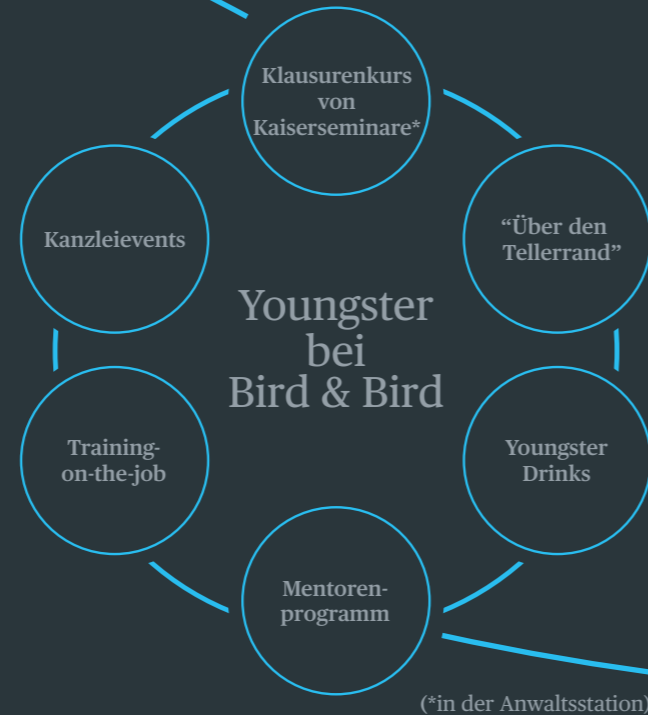 Klausurenkurs
von
Kaiserseminare*
Kanzleievents
“Über den
Tellerrand”
Youngster
bei
Bird & Bird
Training-
on-the-job
Youngster
Drinks
Mentoren-
programm
(*in der Anwaltsstation)